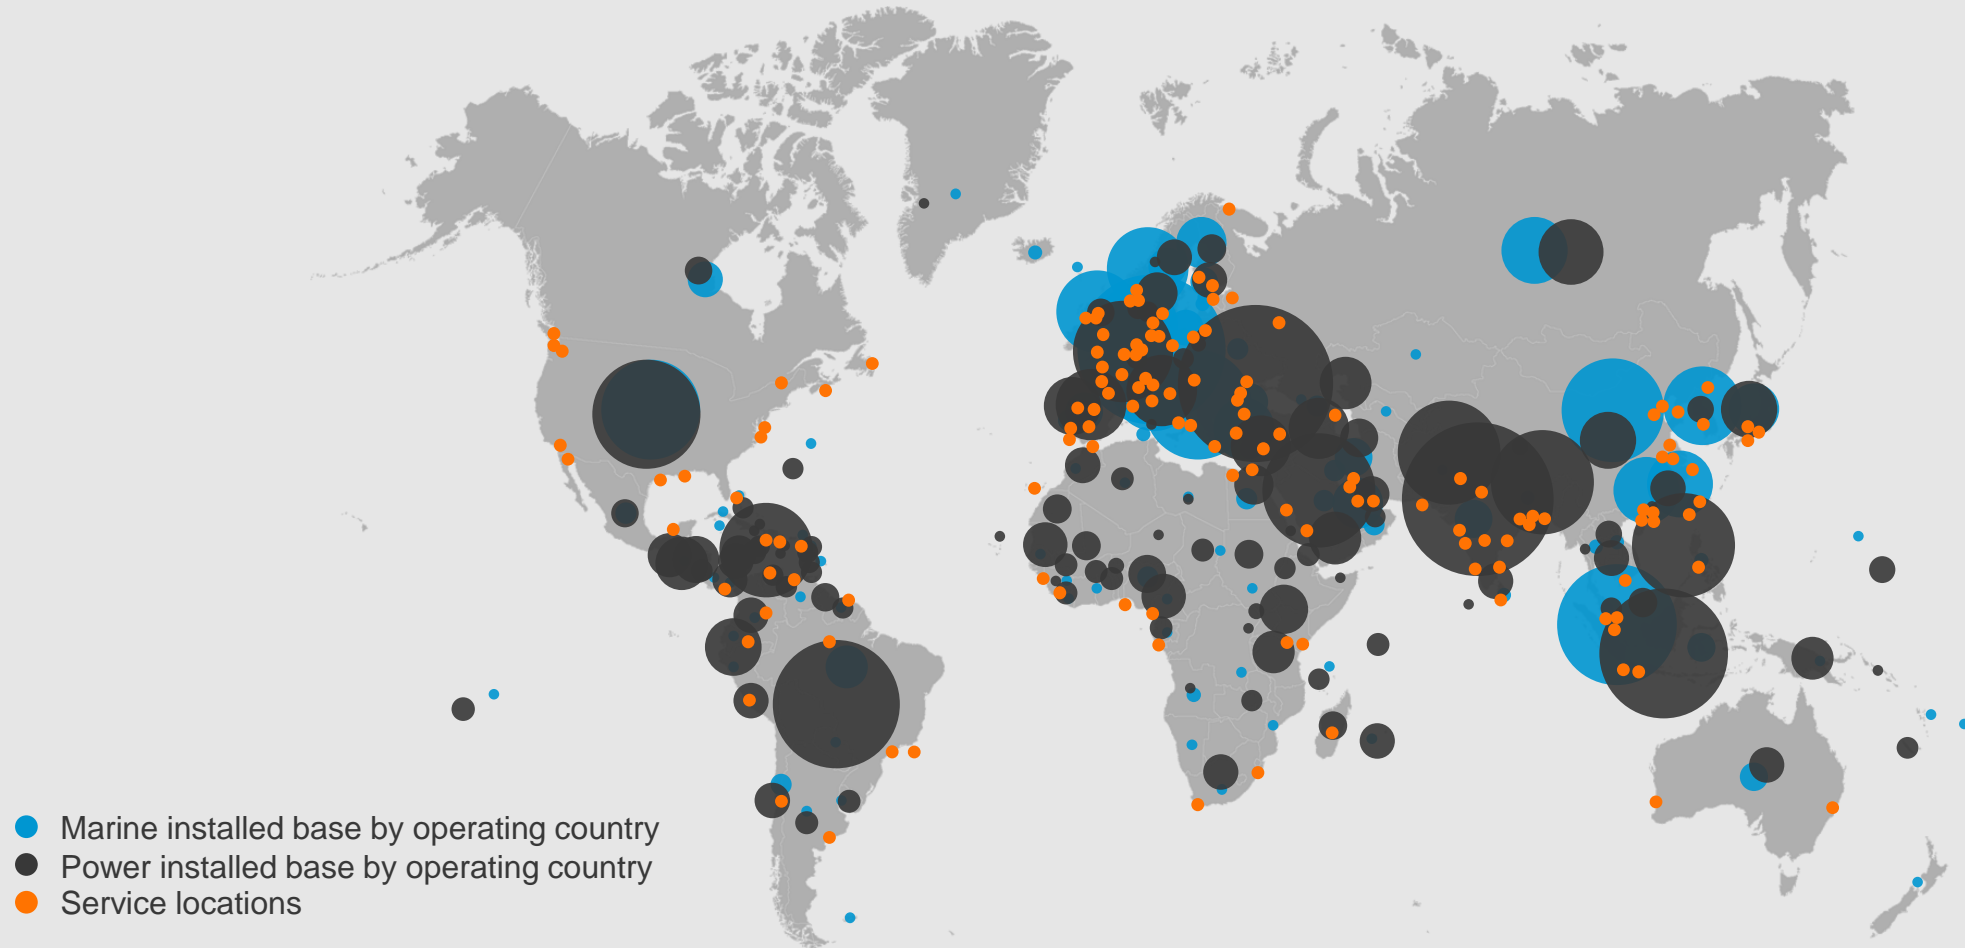 Marine installed base by operating country
Power installed base by operating country
Service locations